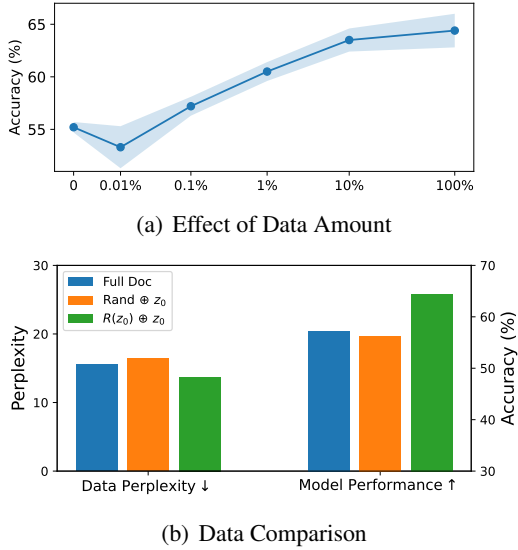 65
60
55
Accuracy (%)
0 0.01% 0.1% 1% 10% 100%
(a) Effect of Data Amount
30
20
10
0
Perplexity
Full Doc
Rand ⊕ z₀
R(z₀) ⊕ z₀
70
60
50
40
30
Accuracy (%)
Data Perplexity ↓ Model Performance ↑
(b) Data Comparison